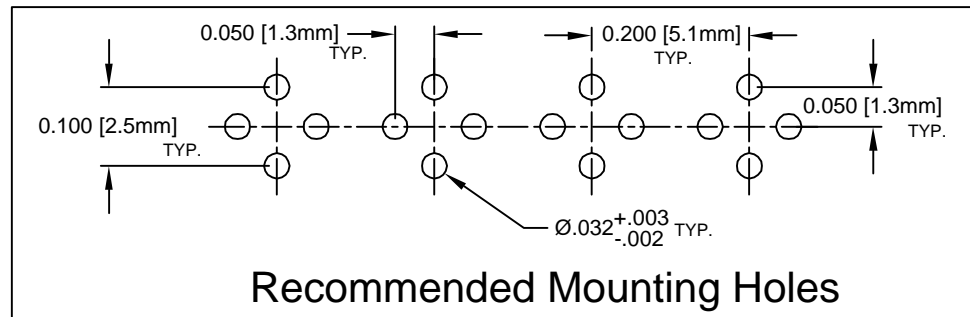 0.050 [1.3mm]
TYP.
0.200 [5.1mm]
TYP.
0.100 [2.5mm]
TYP.
0.050 [1.3mm]
TYP.
Ø.032+.003 TYP.
-.002
Recommended Mounting Holes